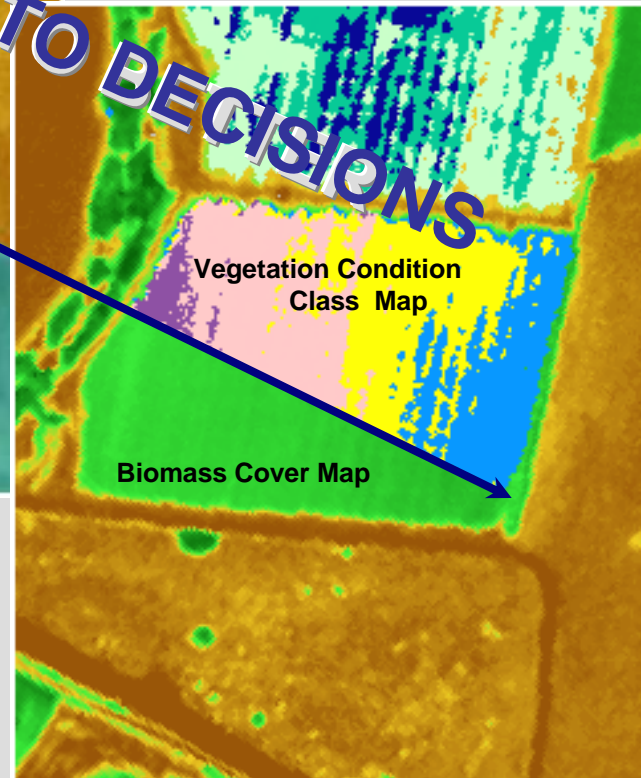 TO DECISIONS
Vegetation Condition
Class Map
Biomass Cover Map